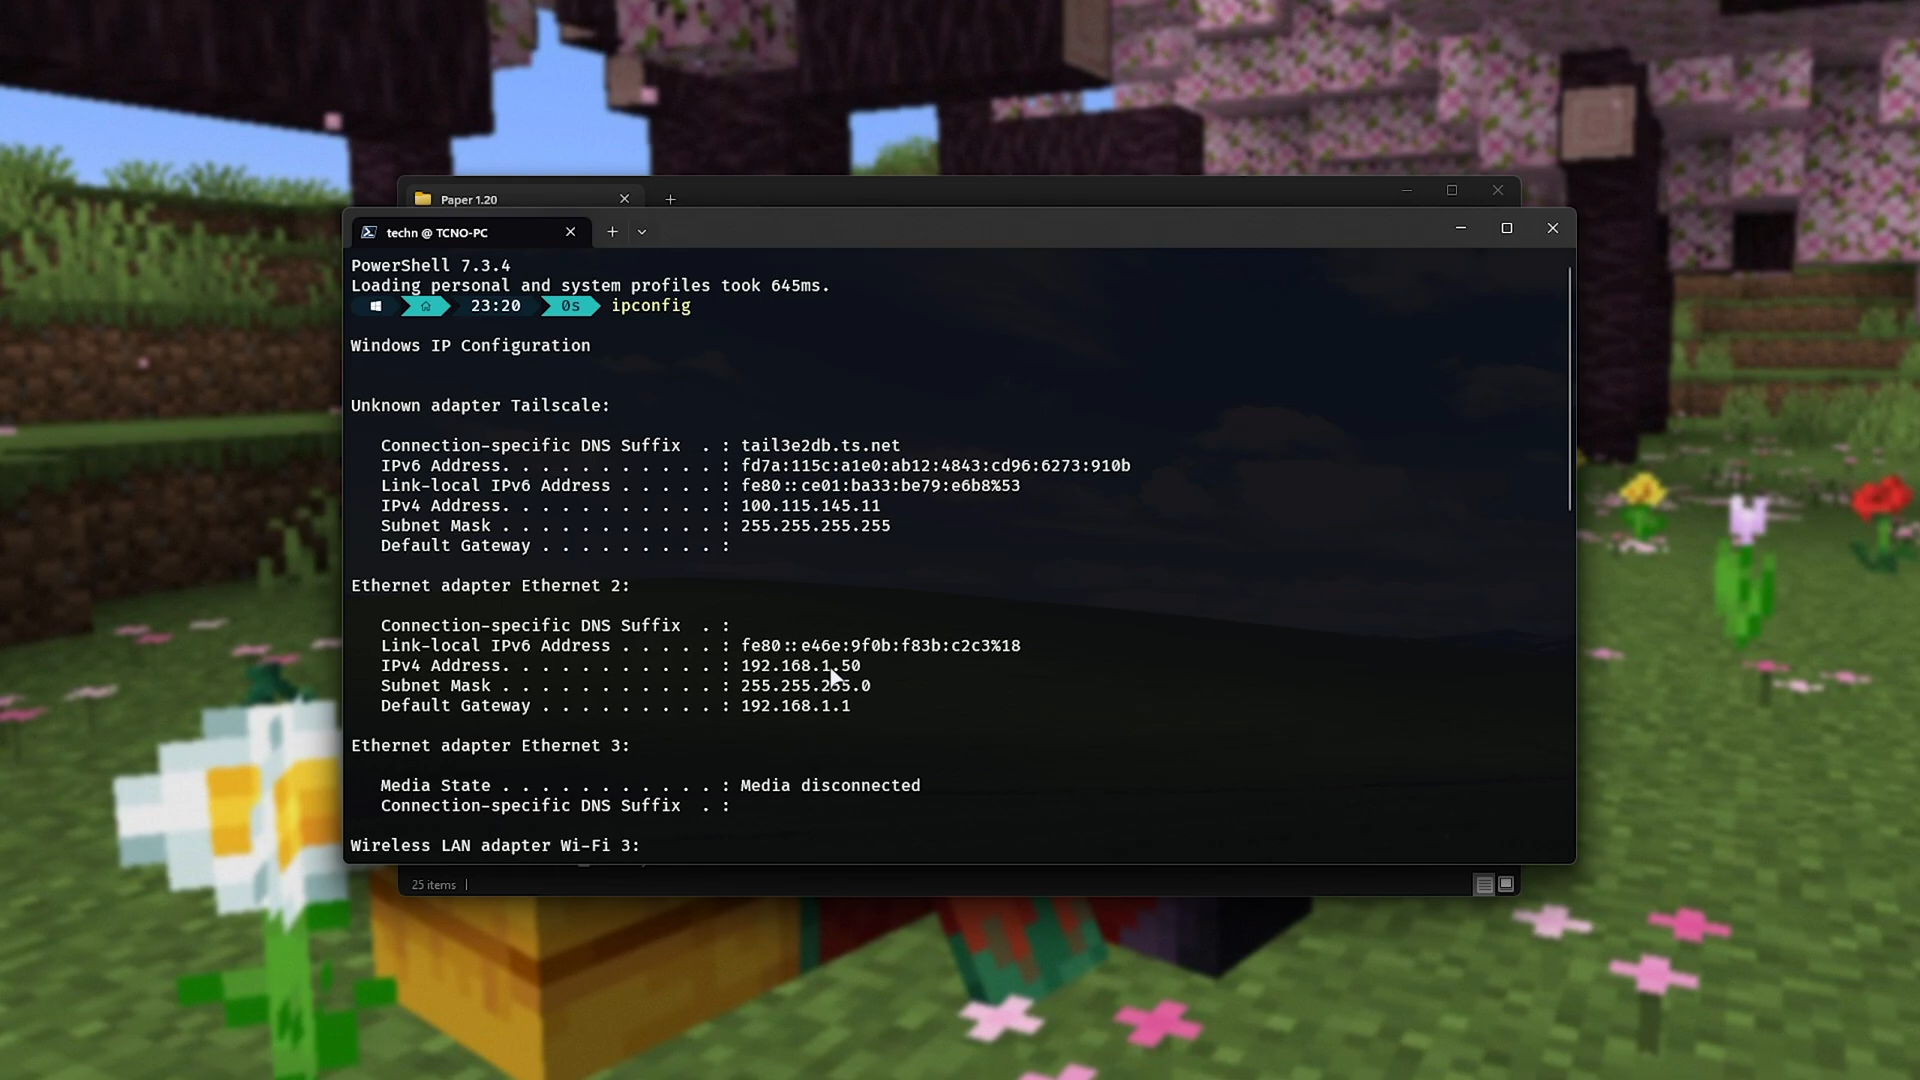 Paper 1.20
techn @ TCNO-PC
PowerShell 7.3.4
Loading personal and system profiles took 645ms.
23:20 0s ipconfig
Windows IP Configuration
Unknown adapter Tailscale:
Connection-specific DNS Suffix . : tail3e2db.ts.net
IPv6 Address. . . . . . . . . . . : fd7a:115c:a1e0:ab12:4843:cd96:6273:910b
Link-local IPv6 Address . . . . . : fe80::ce01:ba33:be79:e6b8%53
IPv4 Address. . . . . . . . . . . : 100.115.145.11
Subnet Mask . . . . . . . . . . . : 255.255.255.255
Default Gateway . . . . . . . . . :
Ethernet adapter Ethernet 2:
Connection-specific DNS Suffix . :
Link-local IPv6 Address . . . . . : fe80::e46e:9f0b:f83b:c2c3%18
IPv4 Address. . . . . . . . . . . : 192.168.1.50
Subnet Mask . . . . . . . . . . . : 255.255.255.0
Default Gateway . . . . . . . . . : 192.168.1.1
Ethernet adapter Ethernet 3:
Media State . . . . . . . . . . . : Media disconnected
Connection-specific DNS Suffix . :
Wireless LAN adapter Wi-Fi 3:
25 items